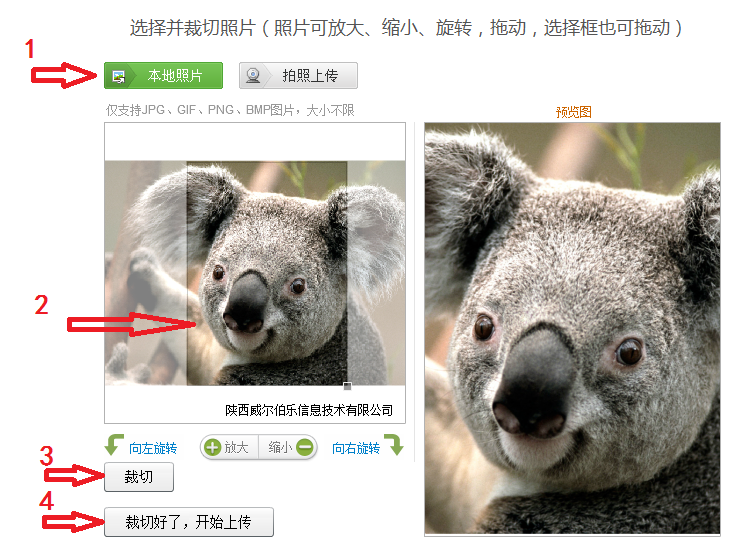 选择并裁切照片（照片可放大、缩小、旋转，拖动，选择框也可拖动）
1
本地照片 拍照上传
仅支持JPG、GIF、PNG、BMP图片，大小不限
预览图
2
陕西威尔伯乐信息技术有限公司
向左旋转 放大 缩小 向右旋转
3
裁切
4
裁切好了，开始上传